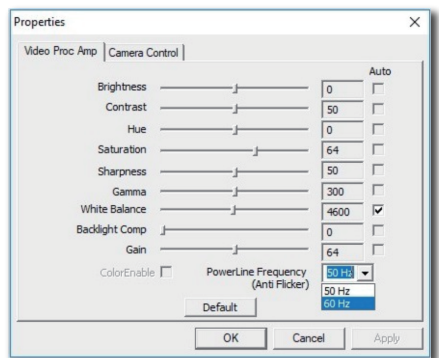 Properties
Video Proc Amp Camera Control
Auto
Brightness 0
Contrast 50
Hue 0
Saturation 64
Sharpness 50
Gamma 300
White Balance 4600
Backlight Comp 0
Gain 64
ColorEnable PowerLine Frequency 50 Hz
(Anti Flicker)
50 Hz
60 Hz
Default
OK Cancel Apply